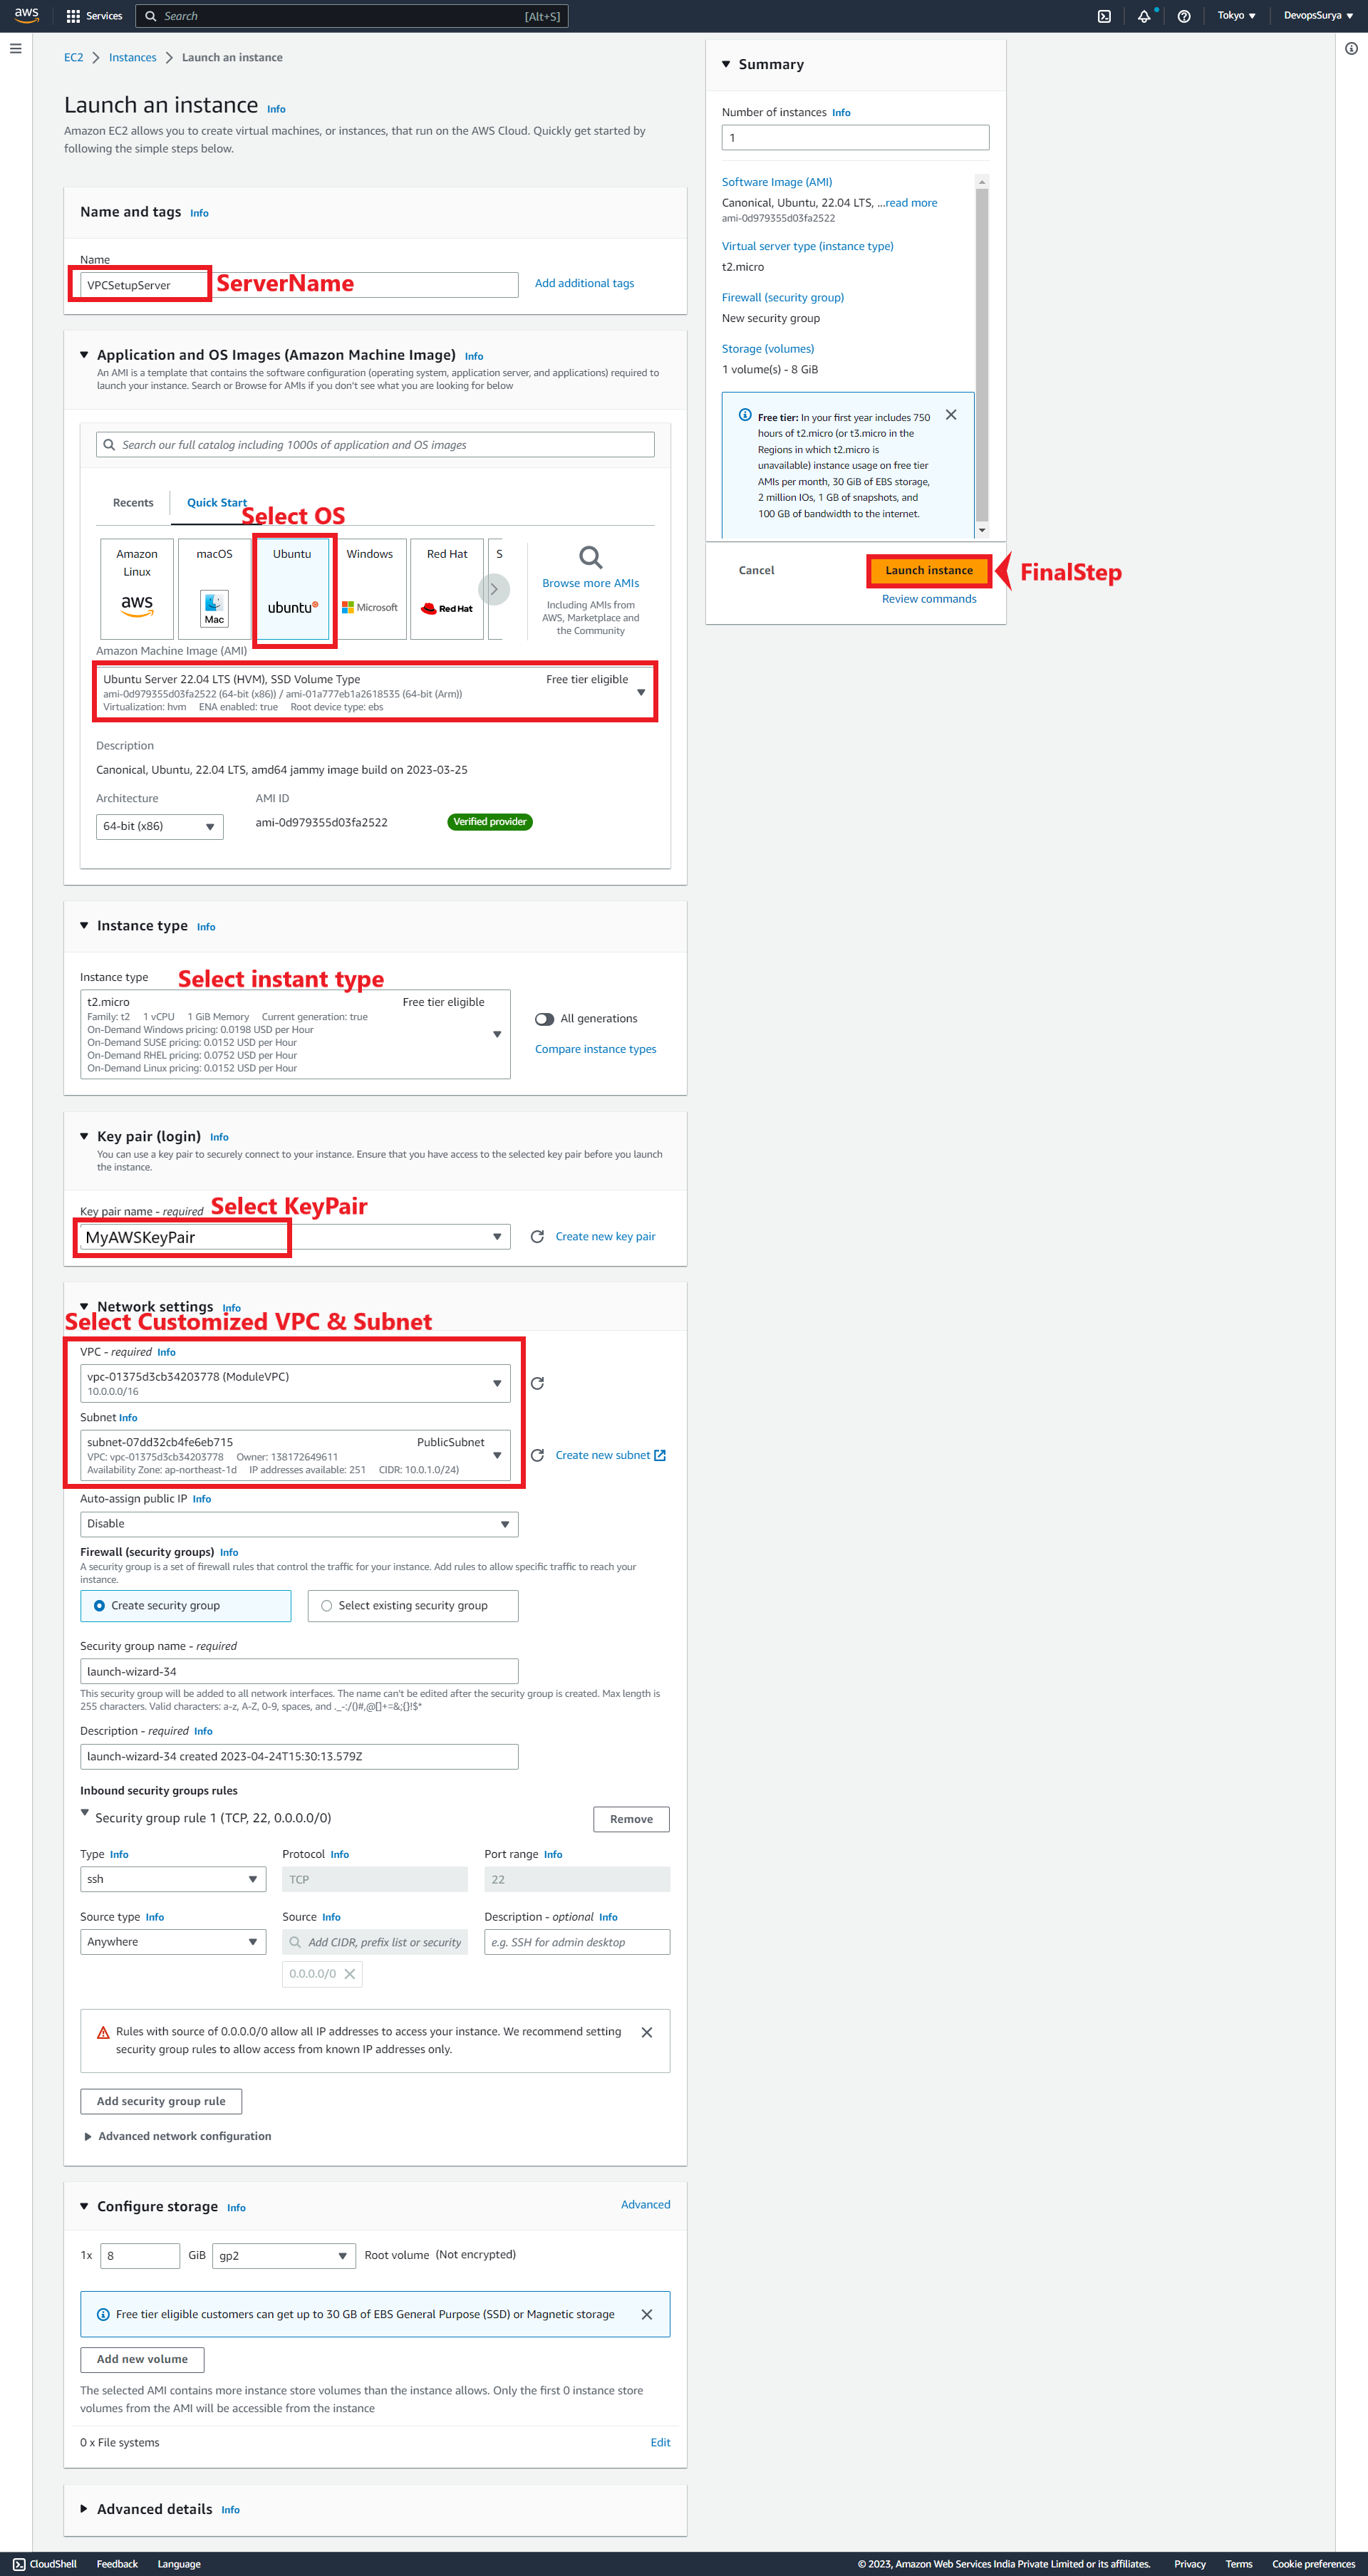 aws
Services
Search
[Alt+S]
Tokyo
DevopsSurya
EC2
Instances
Launch an instance
Launch an instance Info
Amazon EC2 allows you to create virtual machines, or instances, that run on the AWS Cloud. Quickly get started by
following the simple steps below.
Name and tags Info
Name
VPCSetupServer
ServerName
Add additional tags
Application and OS Images (Amazon Machine Image) Info
An AMI is a template that contains the software configuration (operating system, application server, and applications) required to
launch your instance. Search or Browse for AMIs if you don't see what you are looking for below
Search our full catalog including 1000s of application and OS images
Recents
Quick Start
Select OS
Amazon
Linux
aws
macOS
Mac
Ubuntu
ubuntu
Windows
Microsoft
Red Hat
Red Hat
S
Browse more AMIs
Including AMIs from
AWS, Marketplace and
the Community
Amazon Machine Image (AMI)
Ubuntu Server 22.04 LTS (HVM), SSD Volume Type
Free tier eligible
ami-0d979355d03fa2522 (64-bit (x86)) / ami-01a777eb1a2618535 (64-bit (Arm))
Virtualization: hvm ENA enabled: true Root device type: ebs
Description
Canonical, Ubuntu, 22.04 LTS, amd64 jammy image build on 2023-03-25
Architecture
AMI ID
64-bit (x86)
ami-0d979355d03fa2522
Verified provider
Instance type Info
Instance type
Select instant type
t2.micro
Free tier eligible
Family: t2 1 vCPU 1 GiB Memory Current generation: true
On-Demand Windows pricing: 0.0198 USD per Hour
On-Demand SUSE pricing: 0.0152 USD per Hour
On-Demand RHEL pricing: 0.0752 USD per Hour
On-Demand Linux pricing: 0.0152 USD per Hour
All generations
Compare instance types
Key pair (login) Info
You can use a key pair to securely connect to your instance. Ensure that you have access to the selected key pair before you launch
the instance.
Key pair name - required
Select KeyPair
MyAWSKeyPair
Create new key pair
Network settings Info
Select Customized VPC & Subnet
VPC - required Info
vpc-01375d3cb34203778 (ModuleVPC)
10.0.0.0/16
Subnet Info
subnet-07dd32cb4fe6eb715
PublicSubnet
VPC: vpc-01375d3cb34203778 Owner: 138172649611
Availability Zone: ap-northeast-1d IP addresses available: 251 CIDR: 10.0.1.0/24)
Create new subnet
Auto-assign public IP Info
Disable
Firewall (security groups) Info
A security group is a set of firewall rules that control the traffic for your instance. Add rules to allow specific traffic to reach your
instance.
Create security group
Select existing security group
Security group name - required
launch-wizard-34
This security group will be added to all network interfaces. The name can't be edited after the security group is created. Max length is
255 characters. Valid characters: a-z, A-Z, 0-9, spaces, and ._-:/()#,@[]+=&;{}!$*
Description - required Info
launch-wizard-34 created 2023-04-24T15:30:13.579Z
Inbound security groups rules
Security group rule 1 (TCP, 22, 0.0.0.0/0)
Remove
Type Info
Protocol Info
Port range Info
ssh
TCP
22
Source type Info
Source Info
Description - optional Info
Anywhere
Add CIDR, prefix list or security
e.g. SSH for admin desktop
0.0.0.0/0
Rules with source of 0.0.0.0/0 allow all IP addresses to access your instance. We recommend setting
security group rules to allow access from known IP addresses only.
Add security group rule
Advanced network configuration
Configure storage Info
Advanced
1x
8
GiB
gp2
Root volume (Not encrypted)
Free tier eligible customers can get up to 30 GB of EBS General Purpose (SSD) or Magnetic storage
Add new volume
The selected AMI contains more instance store volumes than the instance allows. Only the first 0 instance store
volumes from the AMI will be accessible from the instance
0 x File systems
Edit
Advanced details Info
Summary
Number of instances Info
1
Software Image (AMI)
Canonical, Ubuntu, 22.04 LTS, ...read more
ami-0d979355d03fa2522
Virtual server type (instance type)
t2.micro
Firewall (security group)
New security group
Storage (volumes)
1 volume(s) - 8 GiB
Free tier: In your first year includes 750
hours of t2.micro (or t3.micro in the
Regions in which t2.micro is
unavailable) instance usage on free tier
AMIs per month, 30 GiB of EBS storage,
2 million IOs, 1 GB of snapshots, and
100 GB of bandwidth to the internet.
Cancel
Launch instance
FinalStep
Review commands
CloudShell
Feedback
Language
© 2023, Amazon Web Services India Private Limited or its affiliates.
Privacy
Terms
Cookie preferences